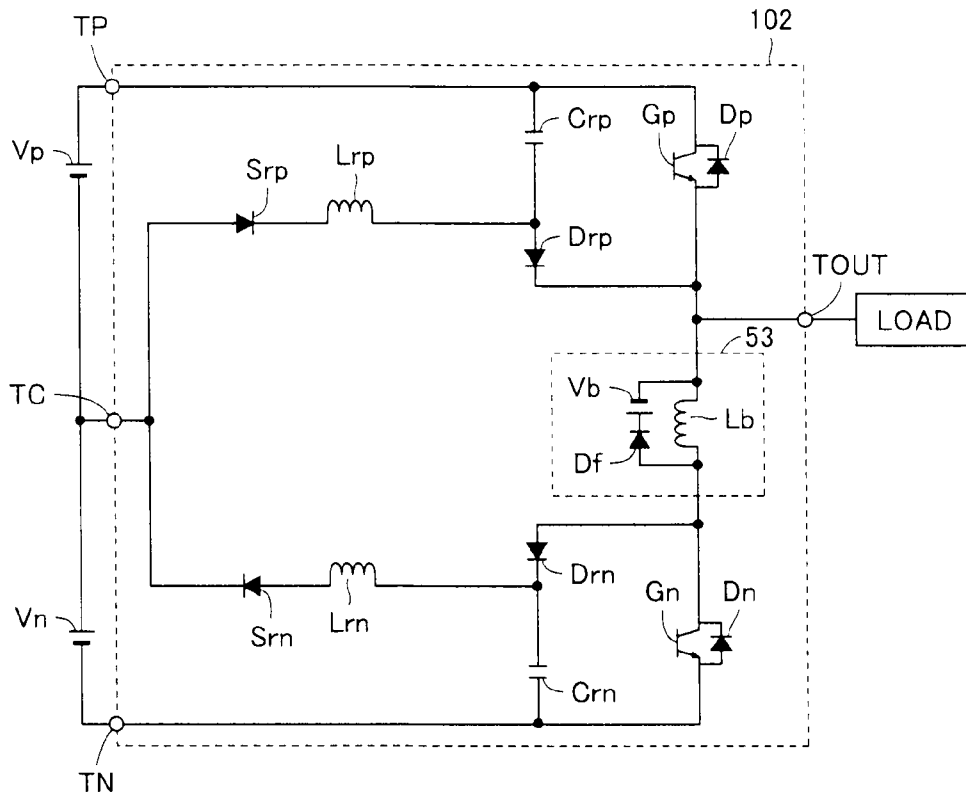 TP
102
Vp
Crp
Gp
Dp
Srp
Lrp
Drp
TOUT
LOAD
53
TC
Vb
Lb
Df
Drn
Vn
Srn
Lrn
Gn
Dn
Crn
TN